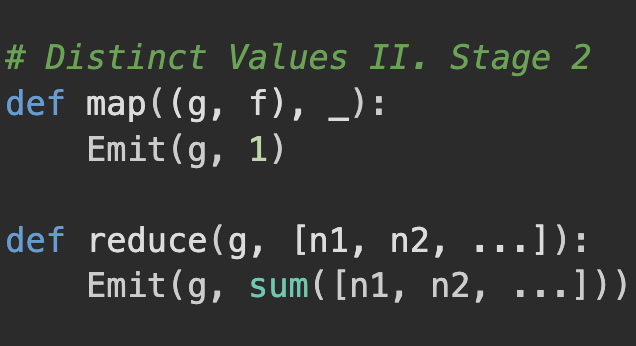 # Distinct Values II. Stage 2
def map((g, f), _):
    Emit(g, 1)
def reduce(g, [n1, n2, ...]):
    Emit(g, sum([n1, n2, ...]))